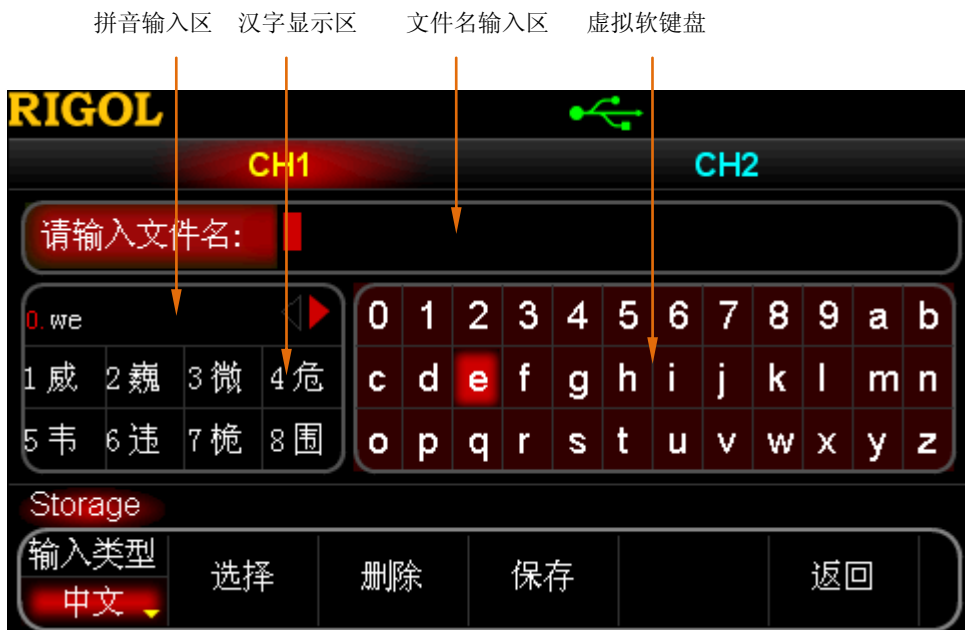 拼音输入区 汉字显示区 文件名输入区 虚拟软键盘
RIGOL
CH1 CH2
请输入文件名:
0. we
1 威 2 巍 3 微 4 危
5 韦 6 违 7 桅 8 围
0 1 2 3 4 5 6 7 8 9 a b
c d e f g h i j k l m n
o p q r s t u v w x y z
Storage
输入类型 选择 删除 保存 返回
中文